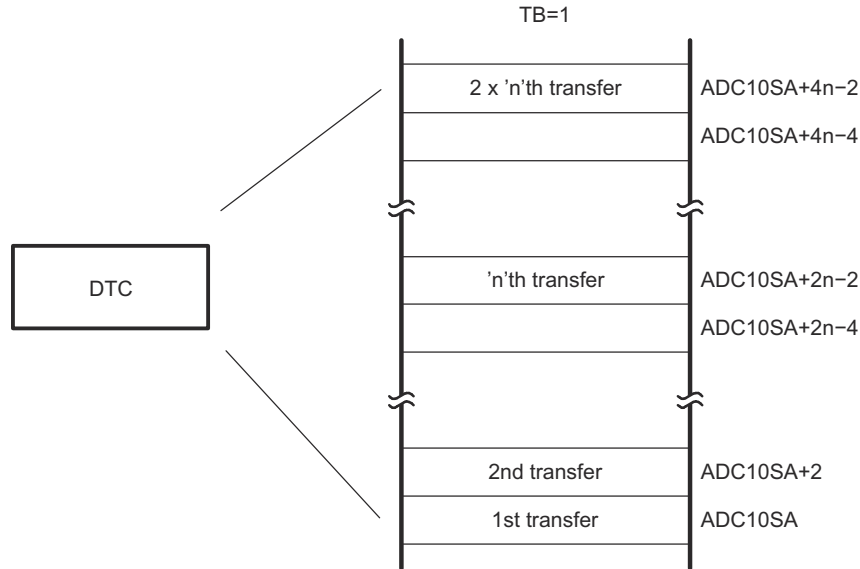 TB=1
2 x ’n’th transfer ADC10SA+4n−2
ADC10SA+4n−4
DTC
’n’th transfer ADC10SA+2n−2
ADC10SA+2n−4
2nd transfer ADC10SA+2
1st transfer ADC10SA